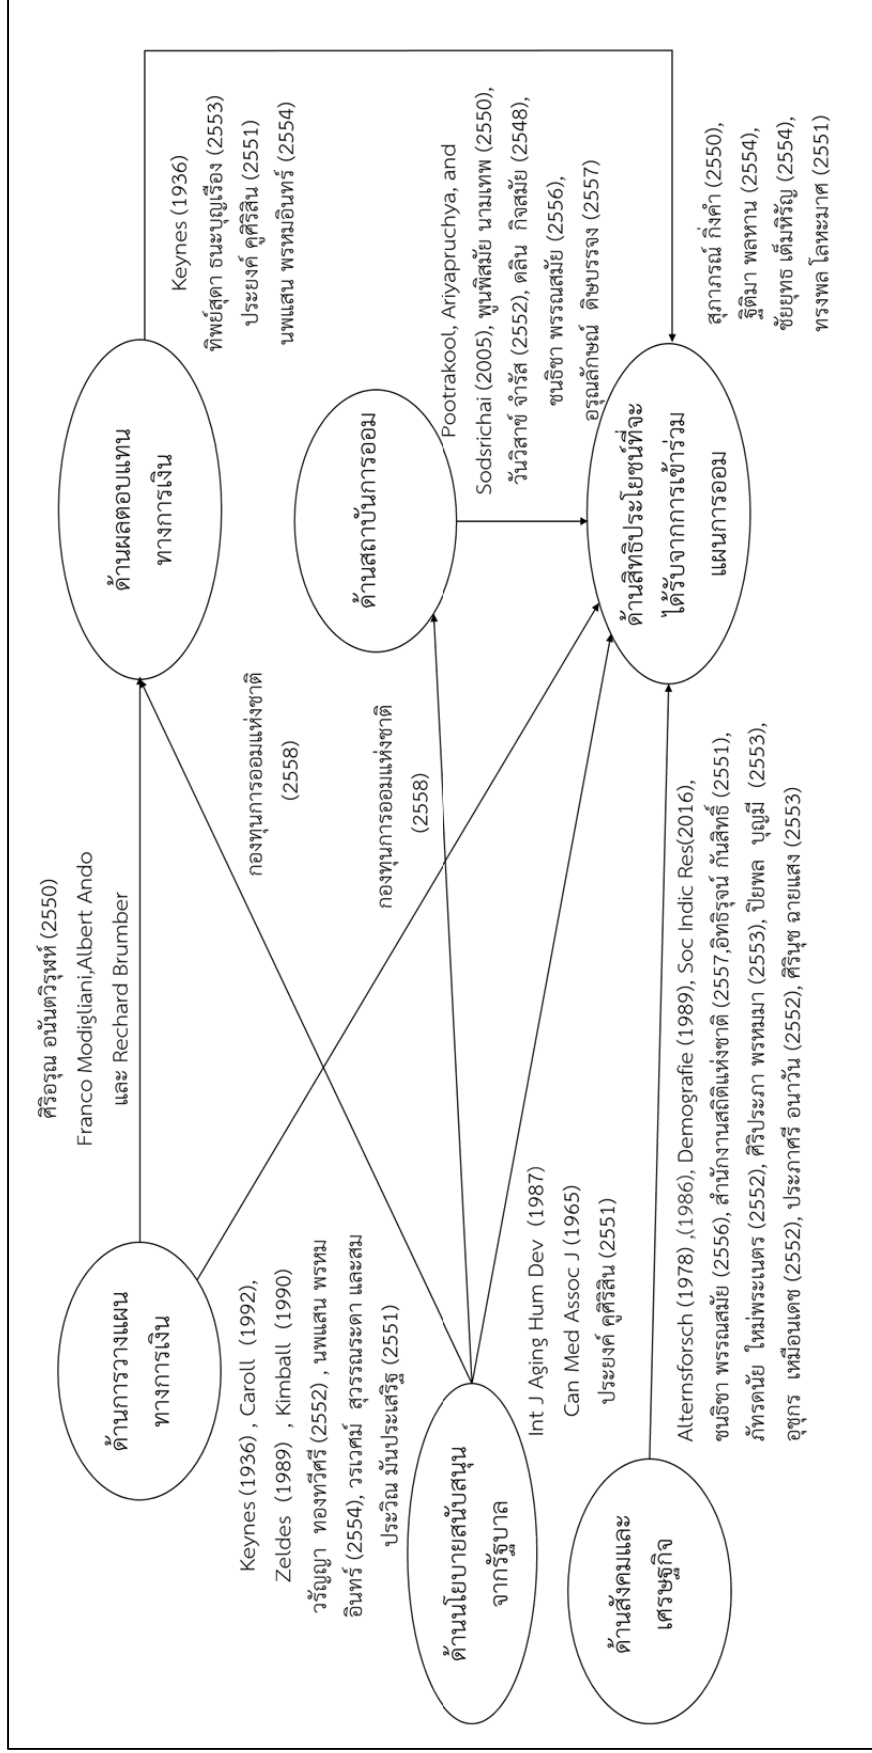 ศิริอรุณ อนันตวิรุฬห์ (2550)
Franco Modigliani,Albert Ando
และ Rechard Brumber
ด้านการวางแผน
ทางการเงิน
ด้านผลตอบแทน
ทางการเงิน
Keynes (1936)
ทิพย์สุดา ธนะบุญเรือง (2553)
ประยงค์ คูศิริสิน (2551)
นพแสน พรหมอินทร์ (2554)
Keynes (1936) , Caroll (1992),
Zeldes (1989) , Kimball (1990)
วรัญญา ทองทวีศรี (2552) , นพแสน พรหม
อินทร์ (2554), วรเวศม์ สุวรรณระดา และสม
ประวิณ มันประเสริฐ (2551)
กองทุนการออมแห่งชาติ
(2558)
กองทุนการออมแห่งชาติ
(2558)
ด้านสถาบันการออม
Pootrakool, Ariyapruchya, and
Sodsrichai (2005), พูนพิสมัย นามเทพ (2550),
วันวิสาข์ จำรัส (2552), ดลิน กิจสมัย (2548),
ชนธิชา พรรณสมัย (2556),
อรุณลักษณ์ ดิษบรรจง (2557)
ด้านนโยบายสนับสนุน
จากรัฐบาล
Int J Aging Hum Dev (1987)
Can Med Assoc J (1965)
ประยงค์ คูศิริสิน (2551)
ด้านสิทธิประโยชน์ที่จะ
ได้รับจากการเข้าร่วม
แผนการออม
สุภาภรณ์ กิ่งคำ (2550),
ฐิติมา พลหาน (2554),
ชัยยุทธ เต็มหิรัญ (2554),
ทรงพล โลหะมาศ (2551)
ด้านสังคมและ
เศรษฐกิจ
Alternsforsch (1978) ,(1986), Demografie (1989), Soc Indic Res(2016),
ชนธิชา พรรณสมัย (2556), สำนักงานสถิติแห่งชาติ (2557,อิทธิรุจน์ กันสิทธิ์ (2551),
ภัทรดนัย ใหม่พระเนตร (2552), ศิริประภา พรหมมา (2553), ปิยพล บุญมี (2553),
อุชุกร เหมือนเดช (2552), ประภาศรี อนาวัน (2552), ศิรินุช ฉายแสง (2553)